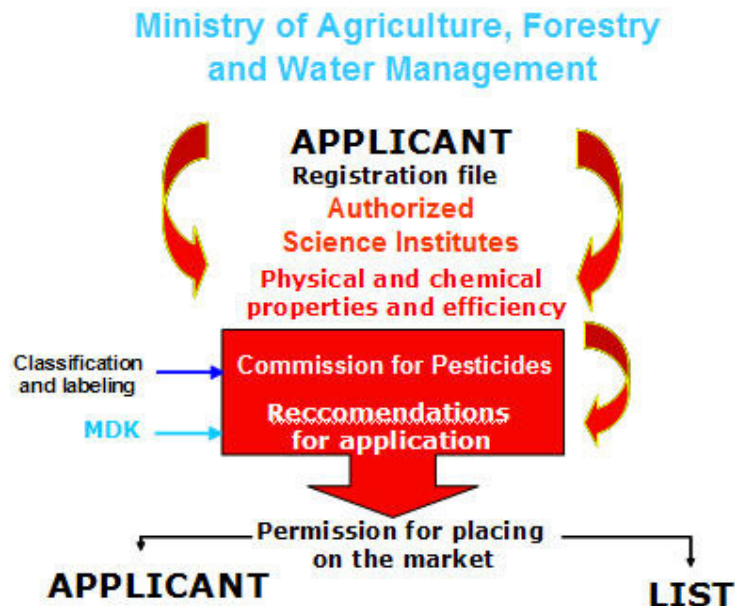 Ministry of Agriculture, Forestry
and Water Management
APPLICANT
Registration file
Authorized
Science Institutes
Physical and chemical
properties and efficiency
Classification
and labeling
Commission for Pesticides
MDK
Reccomendations
for application
Permission for placing
on the market
APPLICANT
LIST